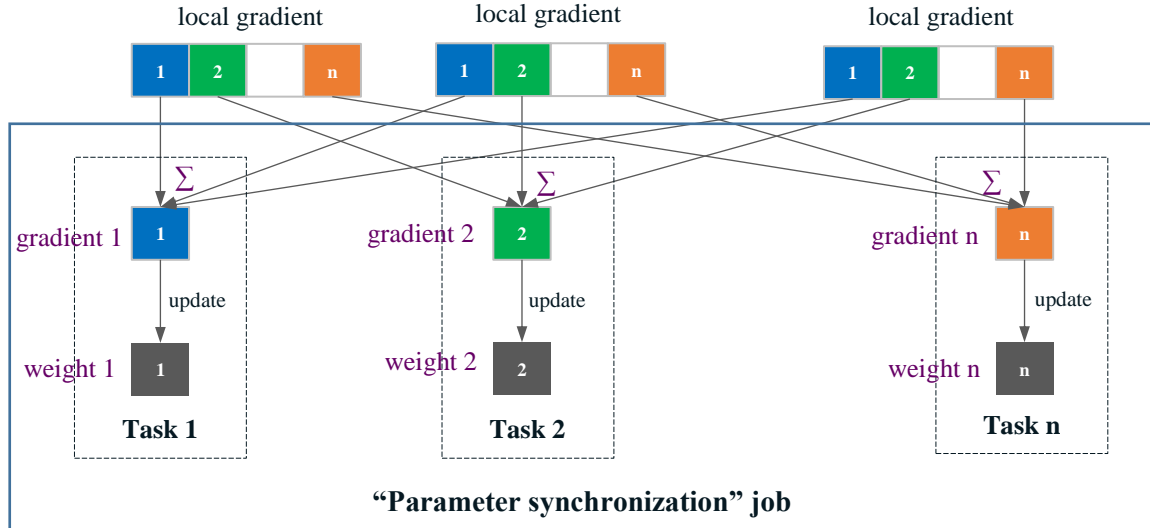 local gradient
local gradient
local gradient
1 2 n
1 2 n
1 2 n
∑
∑
∑
gradient 1
1
gradient 2
2
gradient n
n
update
update
update
weight 1
1
weight 2
2
weight n
n
Task 1
Task 2
Task n
“Parameter synchronization” job